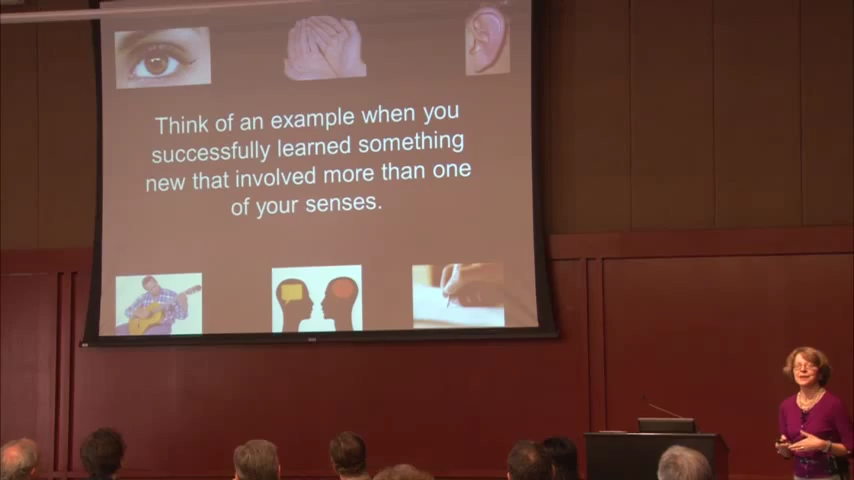 Think of an example when you
successfully learned something
new that involved more than one
of your senses.